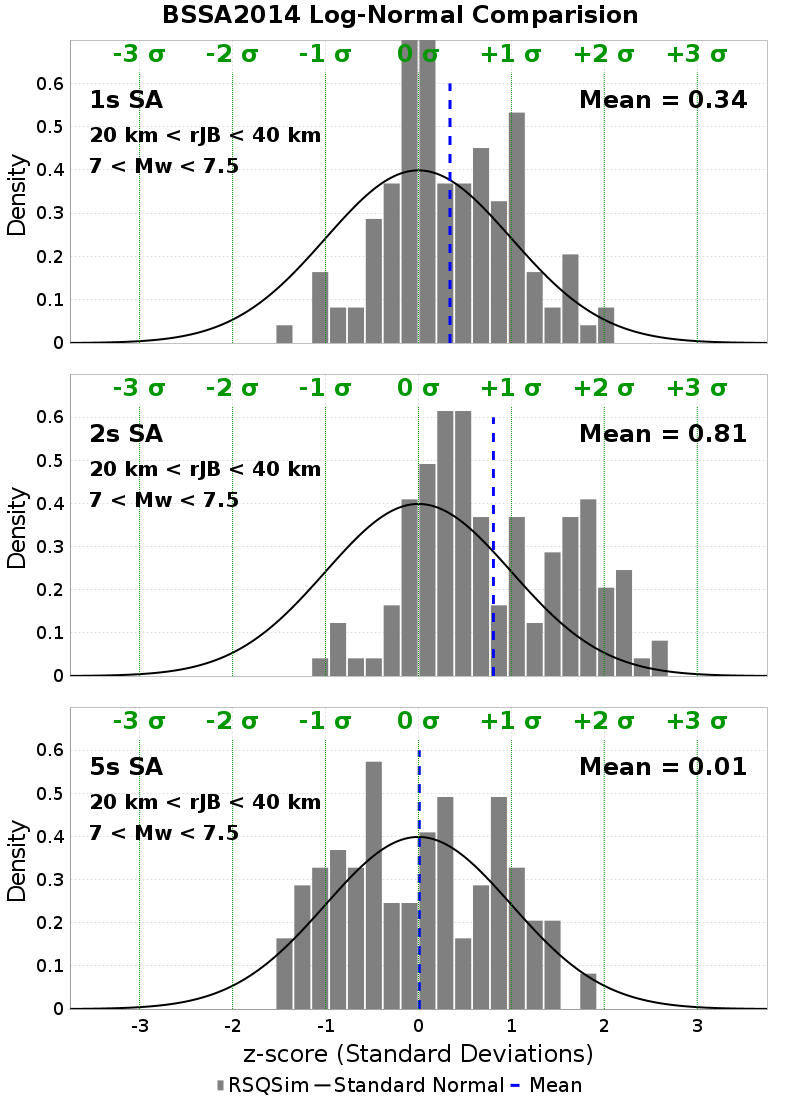 BSSA2014 Log-Normal Comparision
-3 σ -2 σ -1 σ 0 σ +1 σ +2 σ +3 σ
0.6
1s SA Mean = 0.34
0.5
20 km < rJB < 40 km
7 < Mw < 7.5
0.4
0.3
0.2
0.1
0
Density
-3 σ -2 σ -1 σ 0 σ +1 σ +2 σ +3 σ
0.6
2s SA Mean = 0.81
0.5
20 km < rJB < 40 km
7 < Mw < 7.5
0.4
0.3
0.2
0.1
0
Density
-3 σ -2 σ -1 σ 0 σ +1 σ +2 σ +3 σ
0.6
5s SA Mean = 0.01
0.5
20 km < rJB < 40 km
7 < Mw < 7.5
0.4
0.3
0.2
0.1
0
Density
-3 -2 -1 0 1 2 3
z-score (Standard Deviations)
RSQSim Standard Normal Mean